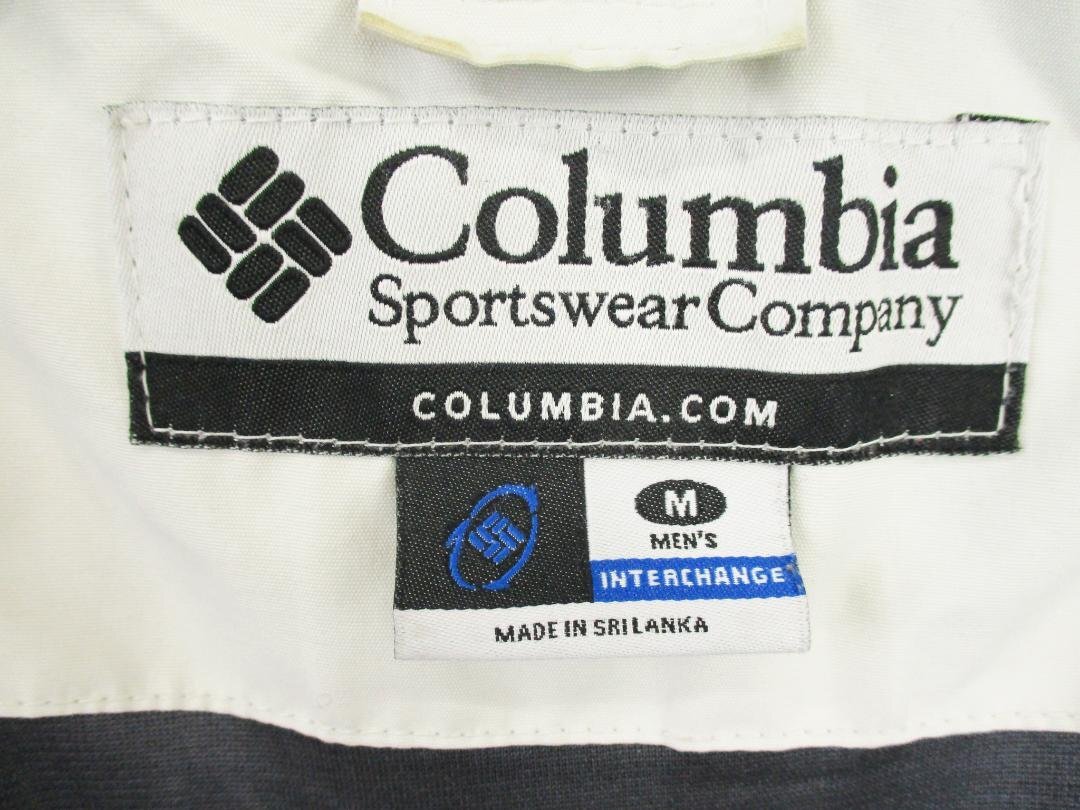 Columbia
Sportswear Company
COLUMBIA.COM
M
MEN'S
INTERCHANGE
MADE IN SRI LANKA